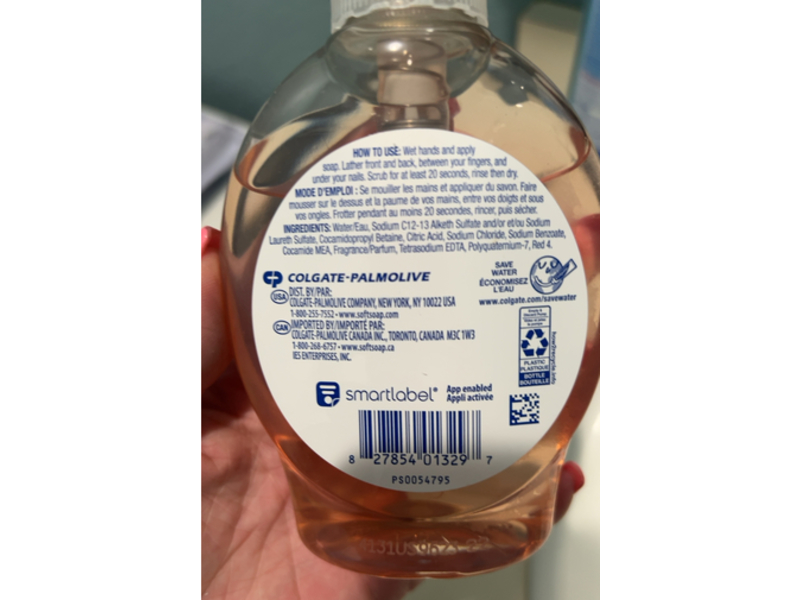 HOW TO USE: Wet hands and apply
soap. Lather front and back, between your fingers, and
under your nails. Scrub for at least 20 seconds, rinse then dry.
MODE D'EMPLOI : Se mouiller les mains et appliquer du savon. Faire
mousser sur le dessus et la paume de vos mains, entre vos doigts et sous
vos ongles. Frotter pendant au moins 20 secondes, rincer, puis sécher.
INGREDIENTS: Water/Eau, Sodium C12-13 Alketh Sulfate and/or et/ou Sodium
Laureth Sulfate, Cocamidopropyl Betaine, Citric Acid, Sodium Chloride, Sodium Benzoate,
Cocamide MEA, Fragrance/Parfum, Tetrasodium EDTA, Polyquaternium-7, Red 4.
CP COLGATE-PALMOLIVE
USA DIST. BY/PAR:
COLGATE-PALMOLIVE COMPANY, NEW YORK, NY 10022 USA
1-800-255-7552 • www.softsoap.com
CAN IMPORTED BY/IMPORTÉ PAR:
COLGATE-PALMOLIVE CANADA INC., TORONTO, CANADA M3C 1W3
1-800-268-6757 • www.softsoap.ca
IES ENTERPRISES, INC.
SAVE
WATER
ÉCONOMISEZ
L'EAU
www.colgate.com/savewater
PLASTIC
PLASTIQUE
BOTTLE
BOUTEILLE
how2recycle.info
smartlabel®
App enabled
Appli activée
8 27854 01329 7
PS0054795